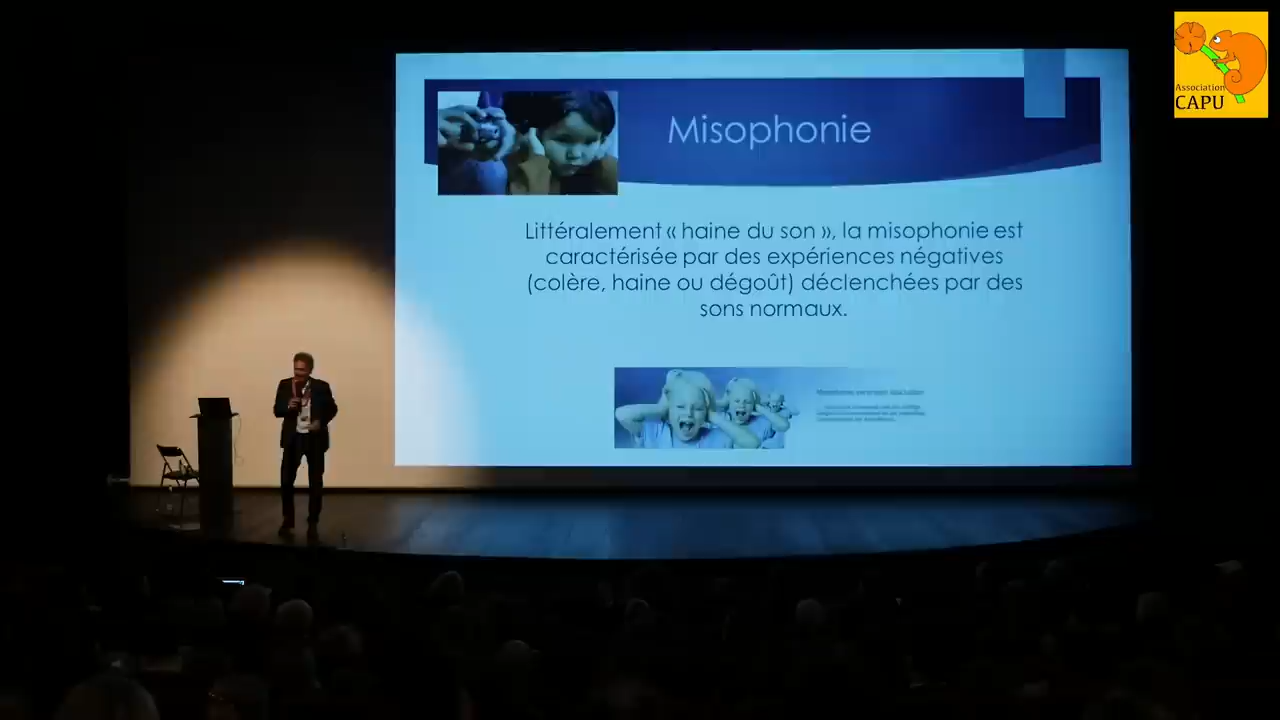 Misophonie
Littéralement « haine du son », la misophonie est
caractérisée par des expériences négatives
(colère, haine ou dégoût) déclenchées par des
sons normaux.
Association
CAPU